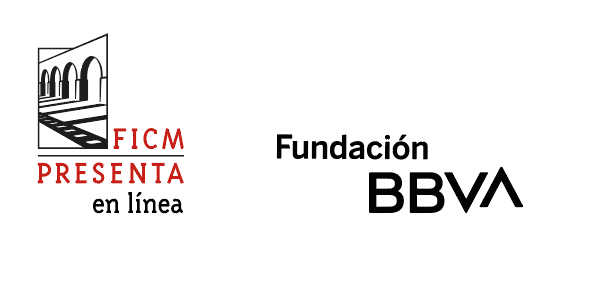 FICM
PRESENTA
en línea
Fundación
BBVA